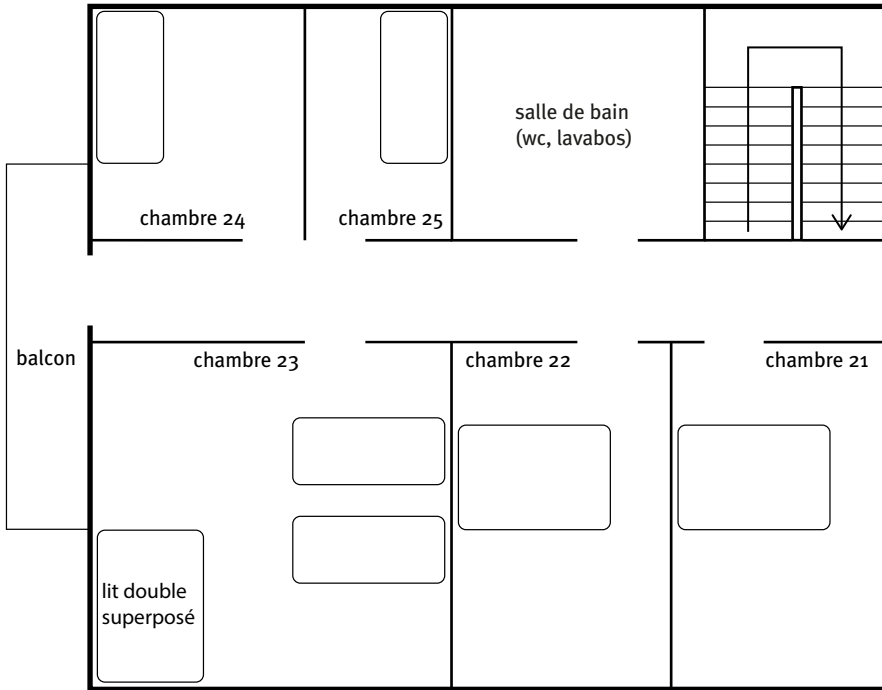 salle de bain
(wc, lavabos)
chambre 24
chambre 25
balcon
chambre 23
chambre 22
chambre 21
lit double
superposé